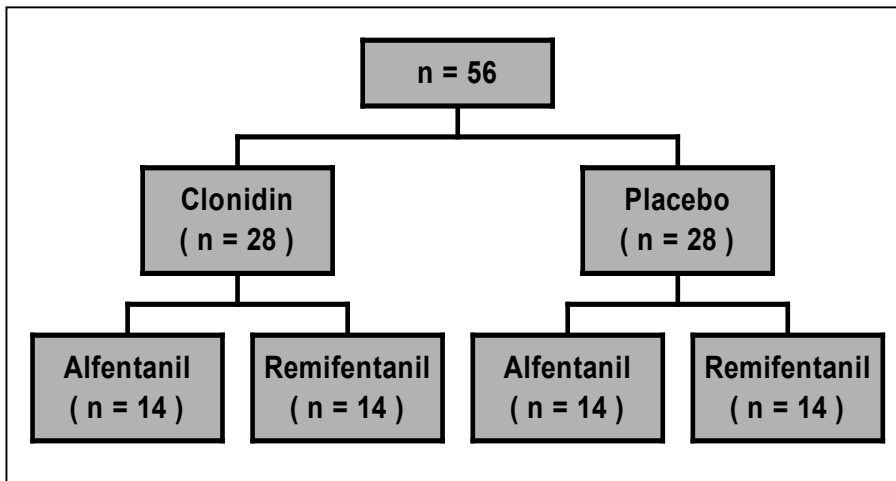 n = 56
Clonidin
( n = 28 )
Placebo
( n = 28 )
Alfentanil
( n = 14 )
Remifentanil
( n = 14 )
Alfentanil
( n = 14 )
Remifentanil
( n = 14 )